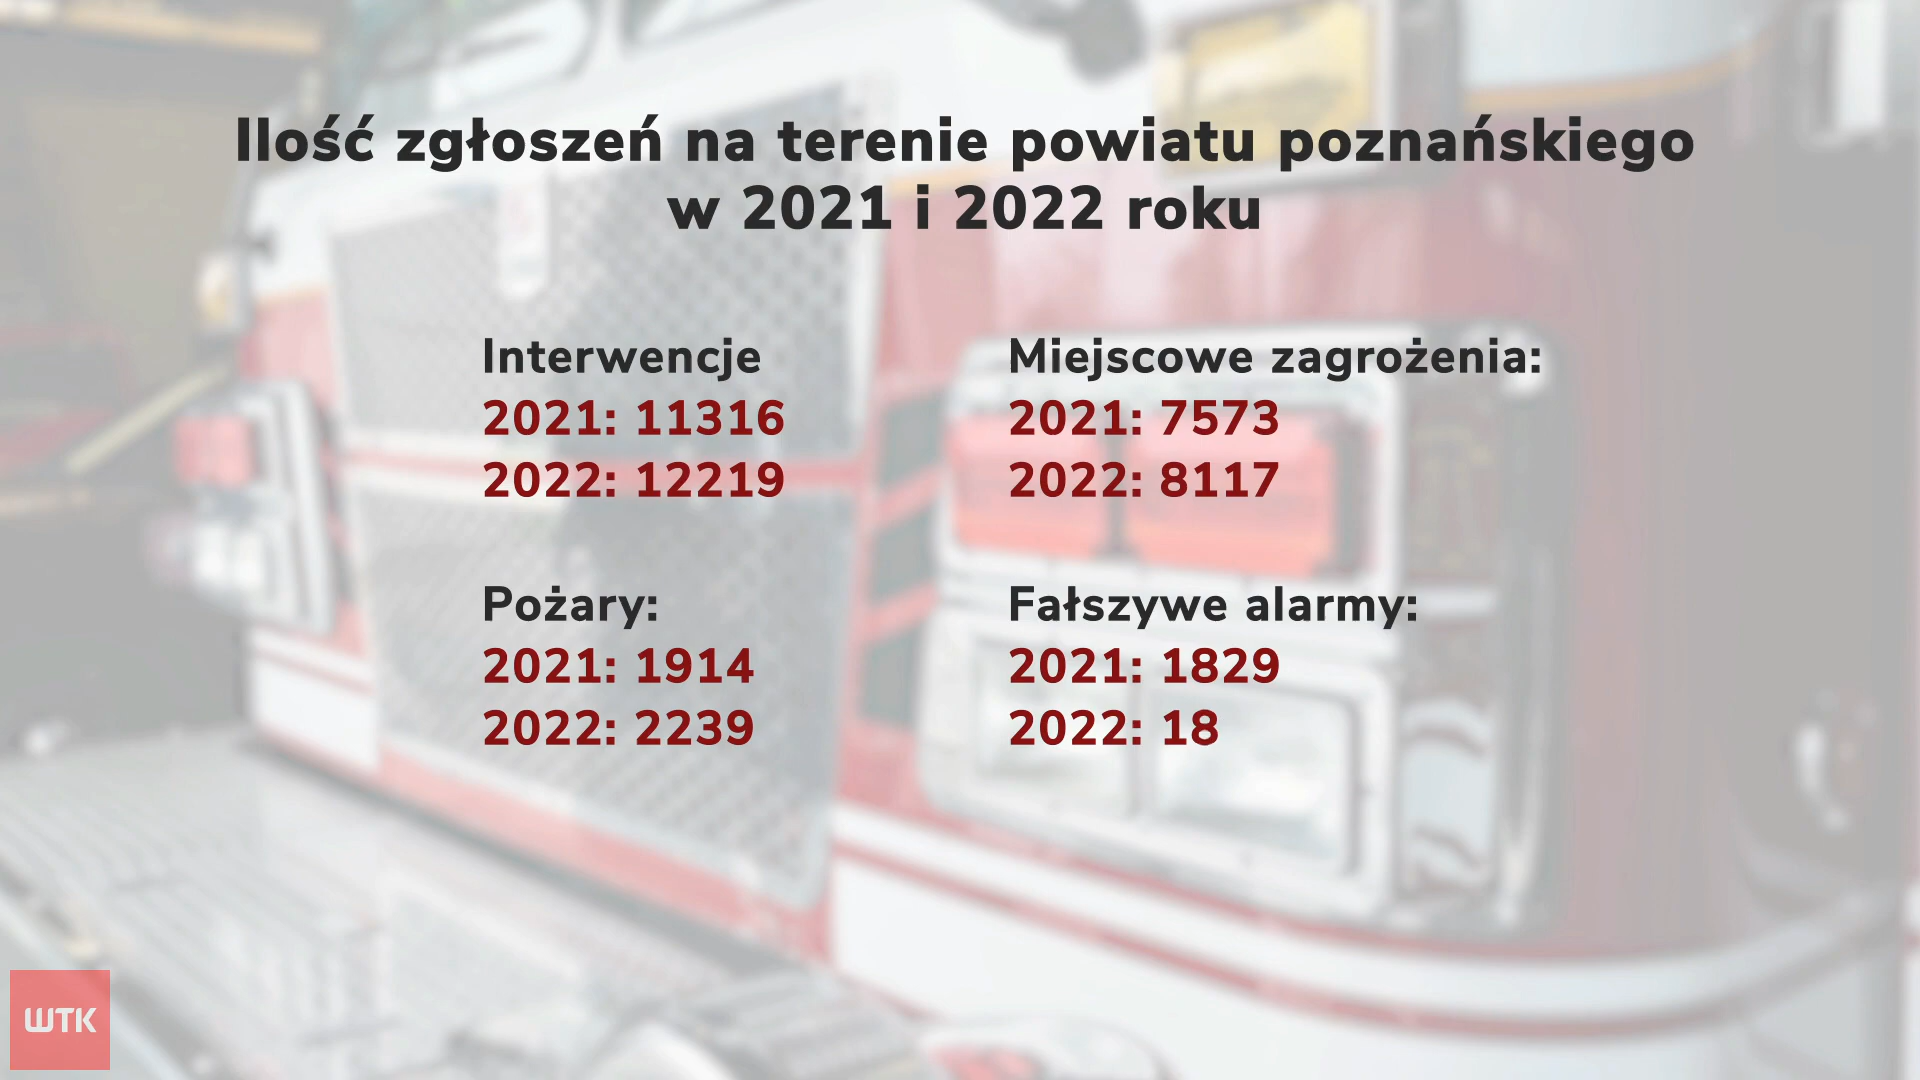 Ilość zgłoszeń na terenie powiatu poznańskiego
w 2021 i 2022 roku
Interwencje
2021: 11316
2022: 12219
Miejscowe zagrożenia:
2021: 7573
2022: 8117
Pożary:
2021: 1914
2022: 2239
Fałszywe alarmy:
2021: 1829
2022: 18
WTK